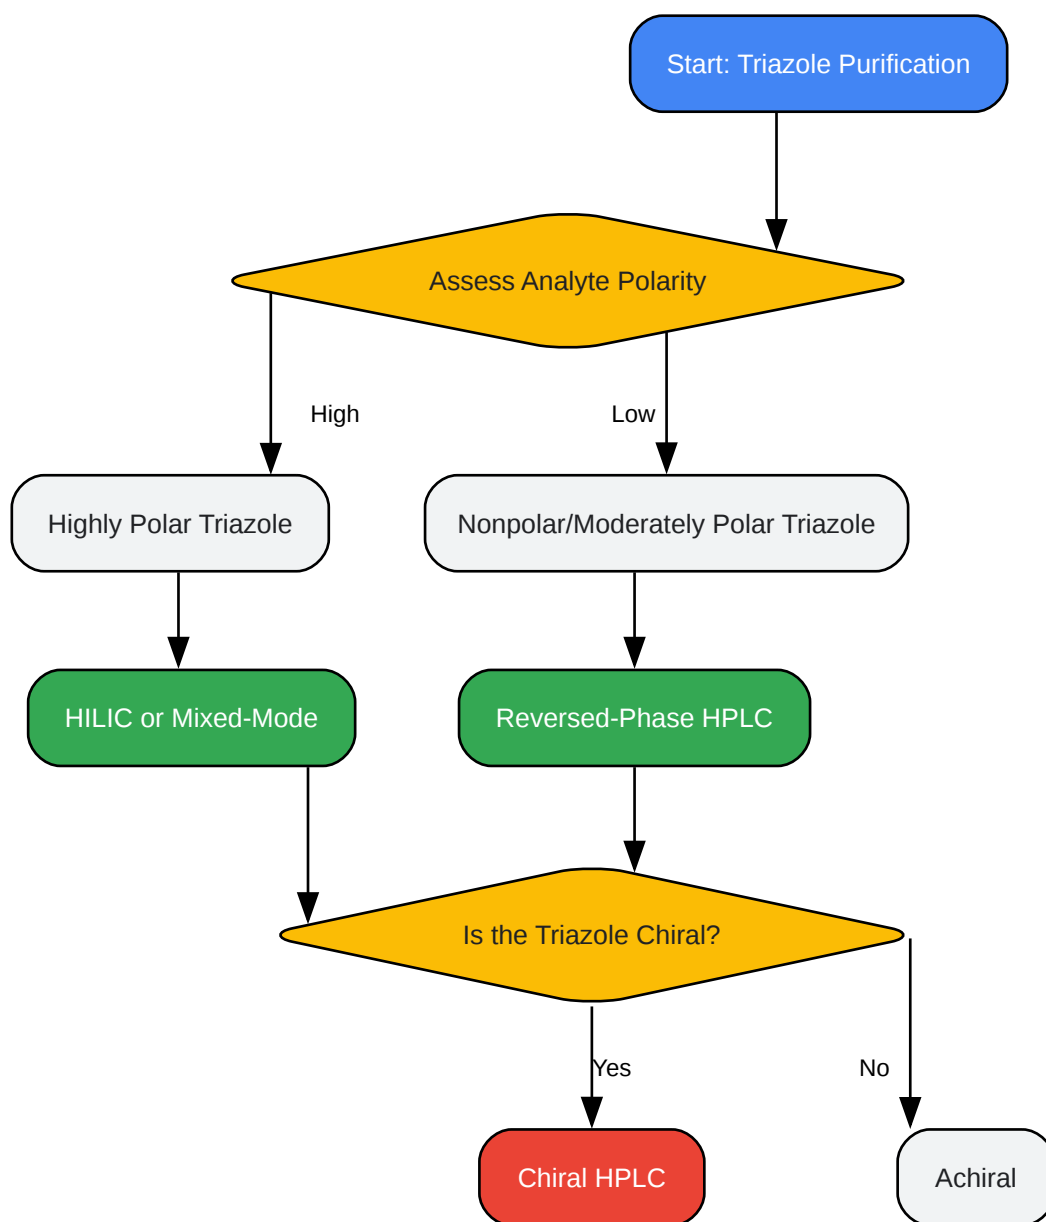 Start: Triazole Purification
Assess Analyte Polarity
High
Low
Highly Polar Triazole
Nonpolar/Moderately Polar Triazole
HILIC or Mixed-Mode
Reversed-Phase HPLC
Is the Triazole Chiral?
Yes
No
Chiral HPLC
Achiral